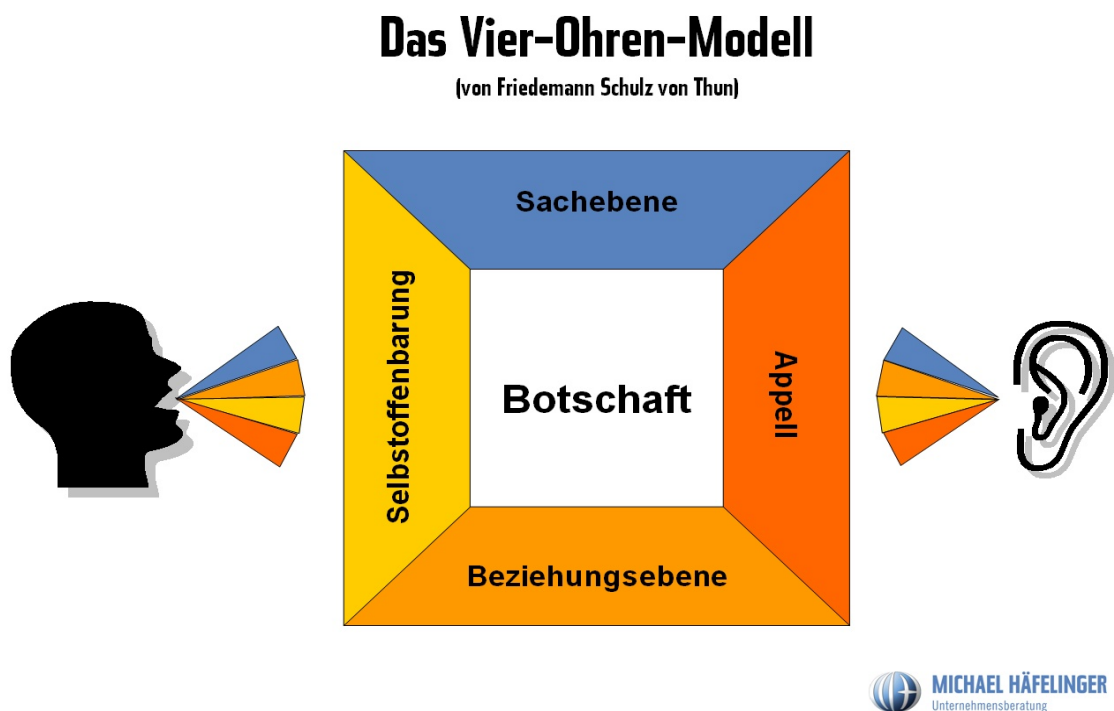 Das Vier-Ohren-Modell
(von Friedemann Schulz von Thun)
Sachebene
Selbstoffenbarung
Botschaft
Appell
Beziehungsebene
MICHAEL HÄFELINGER
Unternehmensberatung